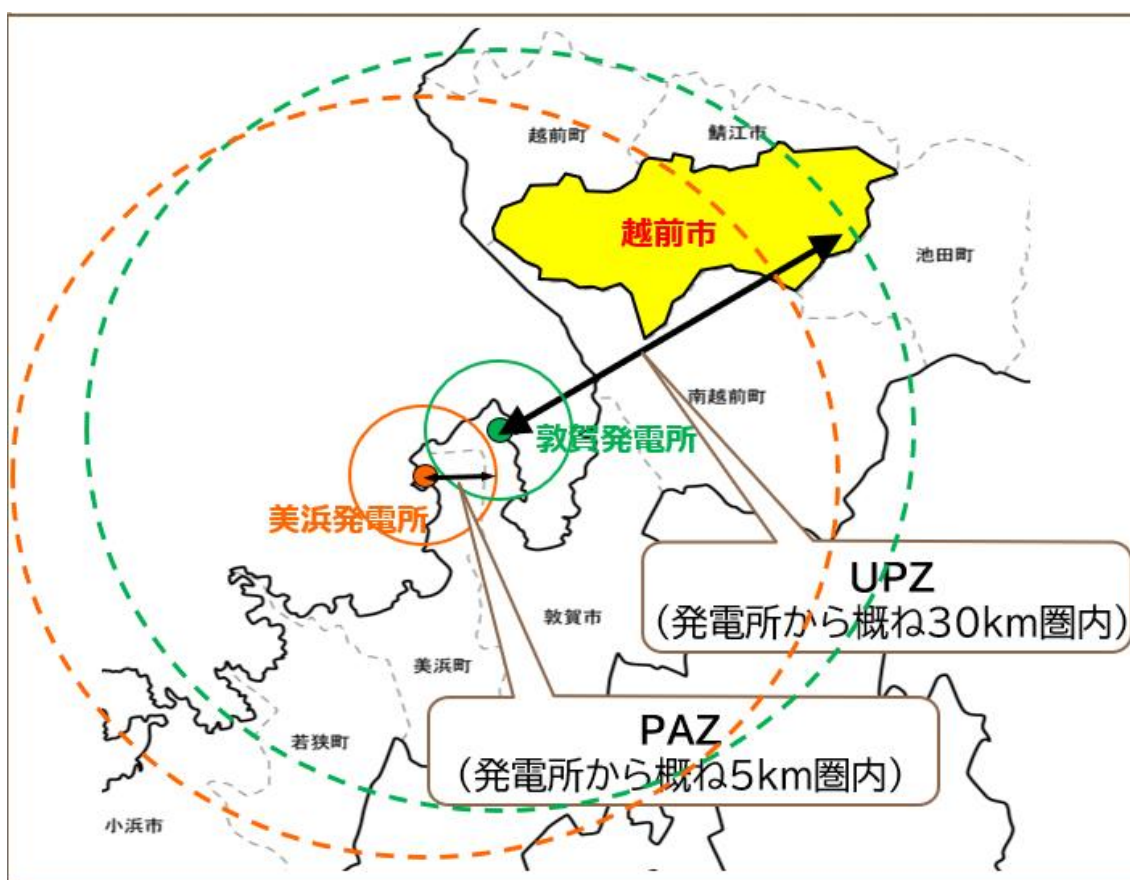 越前町
鯖江市
越前市
池田町
南越前町
敦賀発電所
美浜発電所
UPZ
(発電所から概ね30km圏内)
敦賀市
美浜町
PAZ
(発電所から概ね5km圏内)
若狭町
小浜市